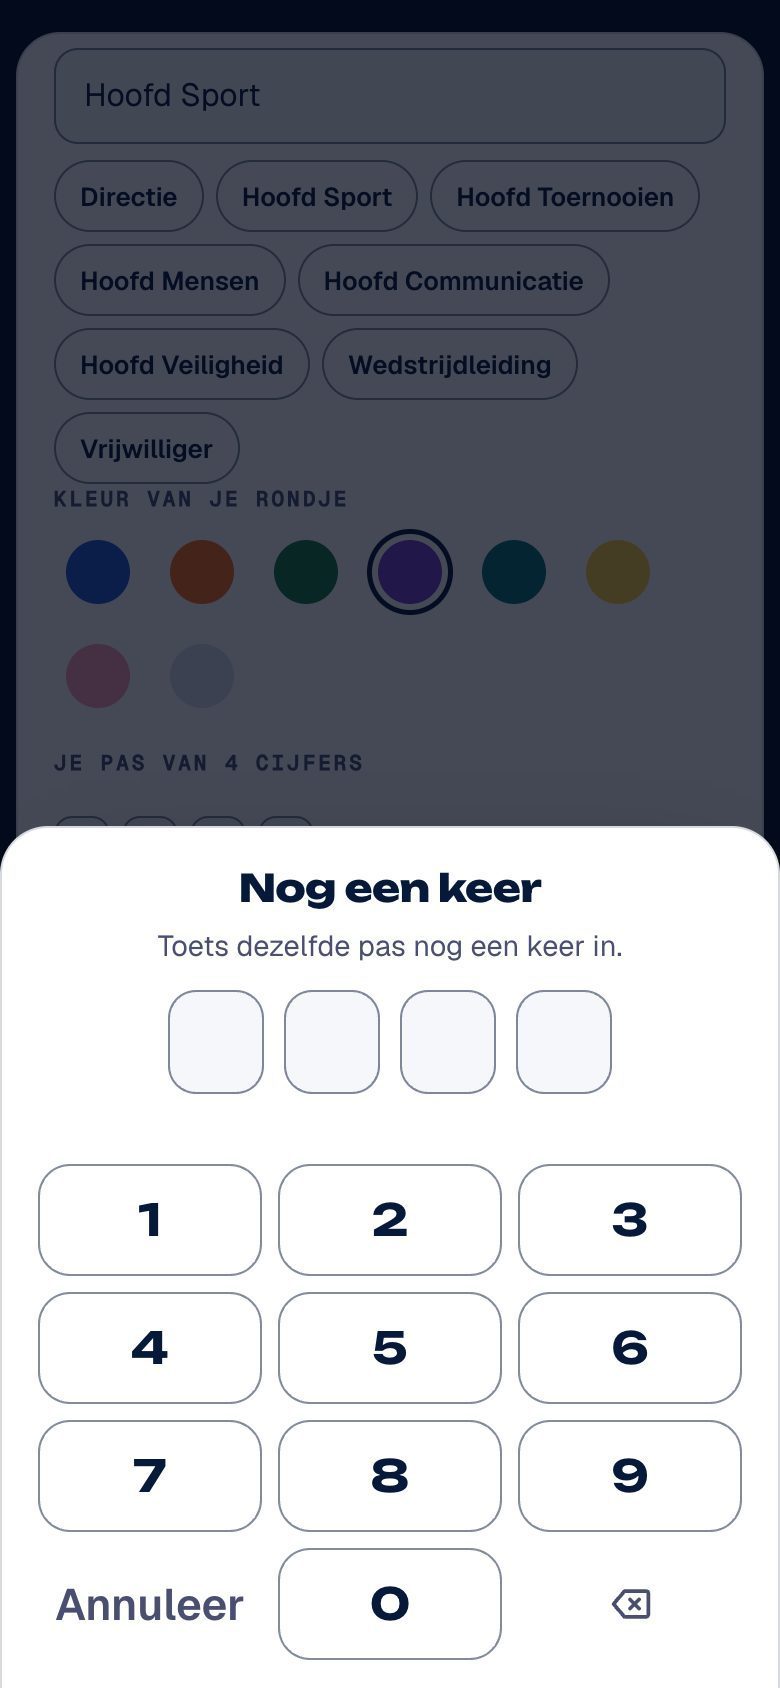 Hoofd Sport
Directie
Hoofd Sport
Hoofd Toernooien
Hoofd Mensen
Hoofd Communicatie
Hoofd Veiligheid
Wedstrijdleiding
Vrijwilliger
KLEUR VAN JE RONDJE
JE PAS VAN 4 CIJFERS
Nog een keer
Toets dezelfde pas nog een keer in.
1 2 3
4 5 6
7 8 9
Annuleer 0